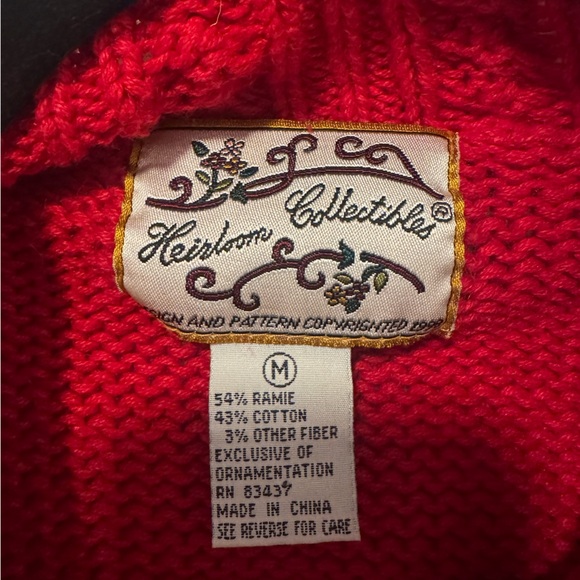 Heirloom Collectibles®
DESIGN AND PATTERN COPYRIGHTED
M
54% RAMIE
43% COTTON
3% OTHER FIBER
EXCLUSIVE OF
ORNAMENTATION
RN 83437
MADE IN CHINA
SEE REVERSE FOR CARE